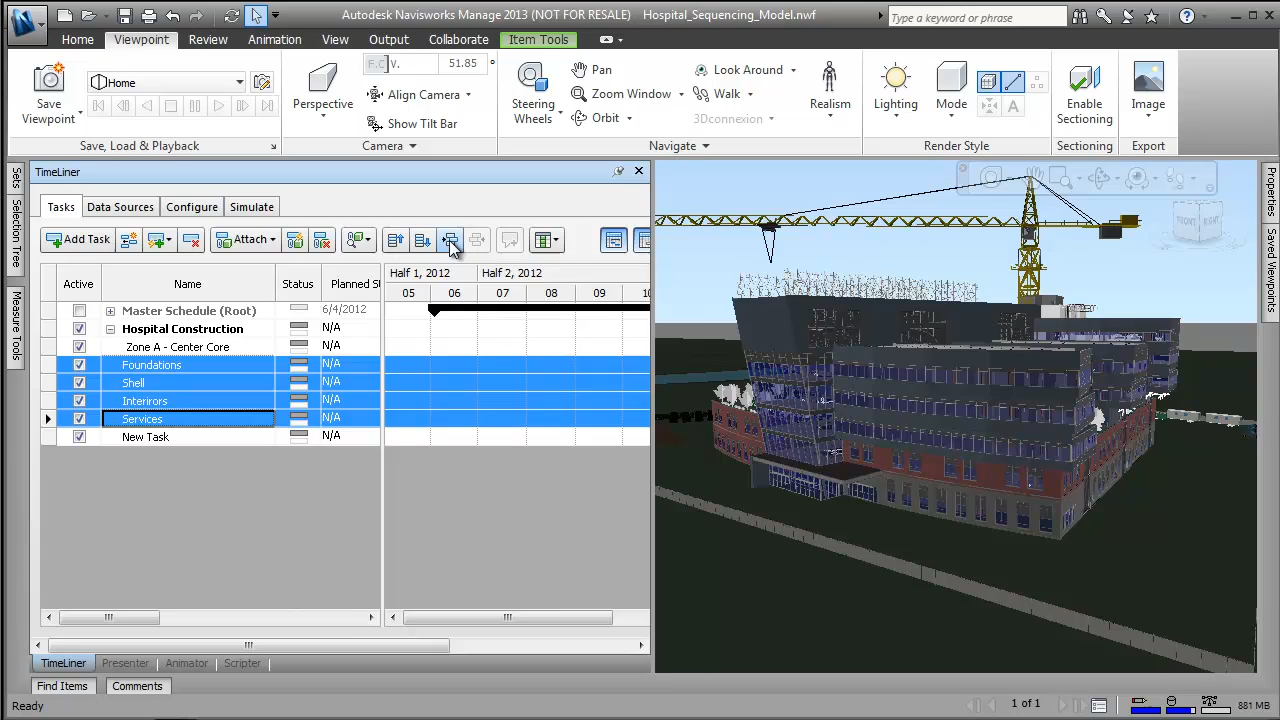 Autodesk Navisworks Manage 2013 (NOT FOR RESALE) Hospital_Sequencing_Model.nwf
Type a keyword or phrase
Home Viewpoint Review Animation View Output Collaborate Item Tools
Save Viewpoint
Home
Save, Load & Playback
Perspective
F.O.V. 51.85 °
Align Camera
Show Tilt Bar
Camera
Steering Wheels
Pan
Zoom Window
Orbit
Look Around
Walk
3Dconnexion
Realism
Navigate
Lighting
Mode
A
Render Style
Enable Sectioning
Sectioning
Image
Export
TimeLiner
Tasks Data Sources Configure Simulate
Add Task Attach
Active Name Status Planned St
Half 1, 2012 Half 2, 2012
05 06 07 08 09 10
Master Schedule (Root) 6/4/2012
Hospital Construction N/A
Zone A - Center Core N/A
Foundations N/A
Shell N/A
Interirors N/A
Services N/A
New Task N/A
TimeLiner Presenter Animator Scripter
Find Items Comments
Ready
1 of 1
881 MB
Sets
Selection Tree
Measure Tools
Properties
Saved Viewpoints
FRONT RIGHT